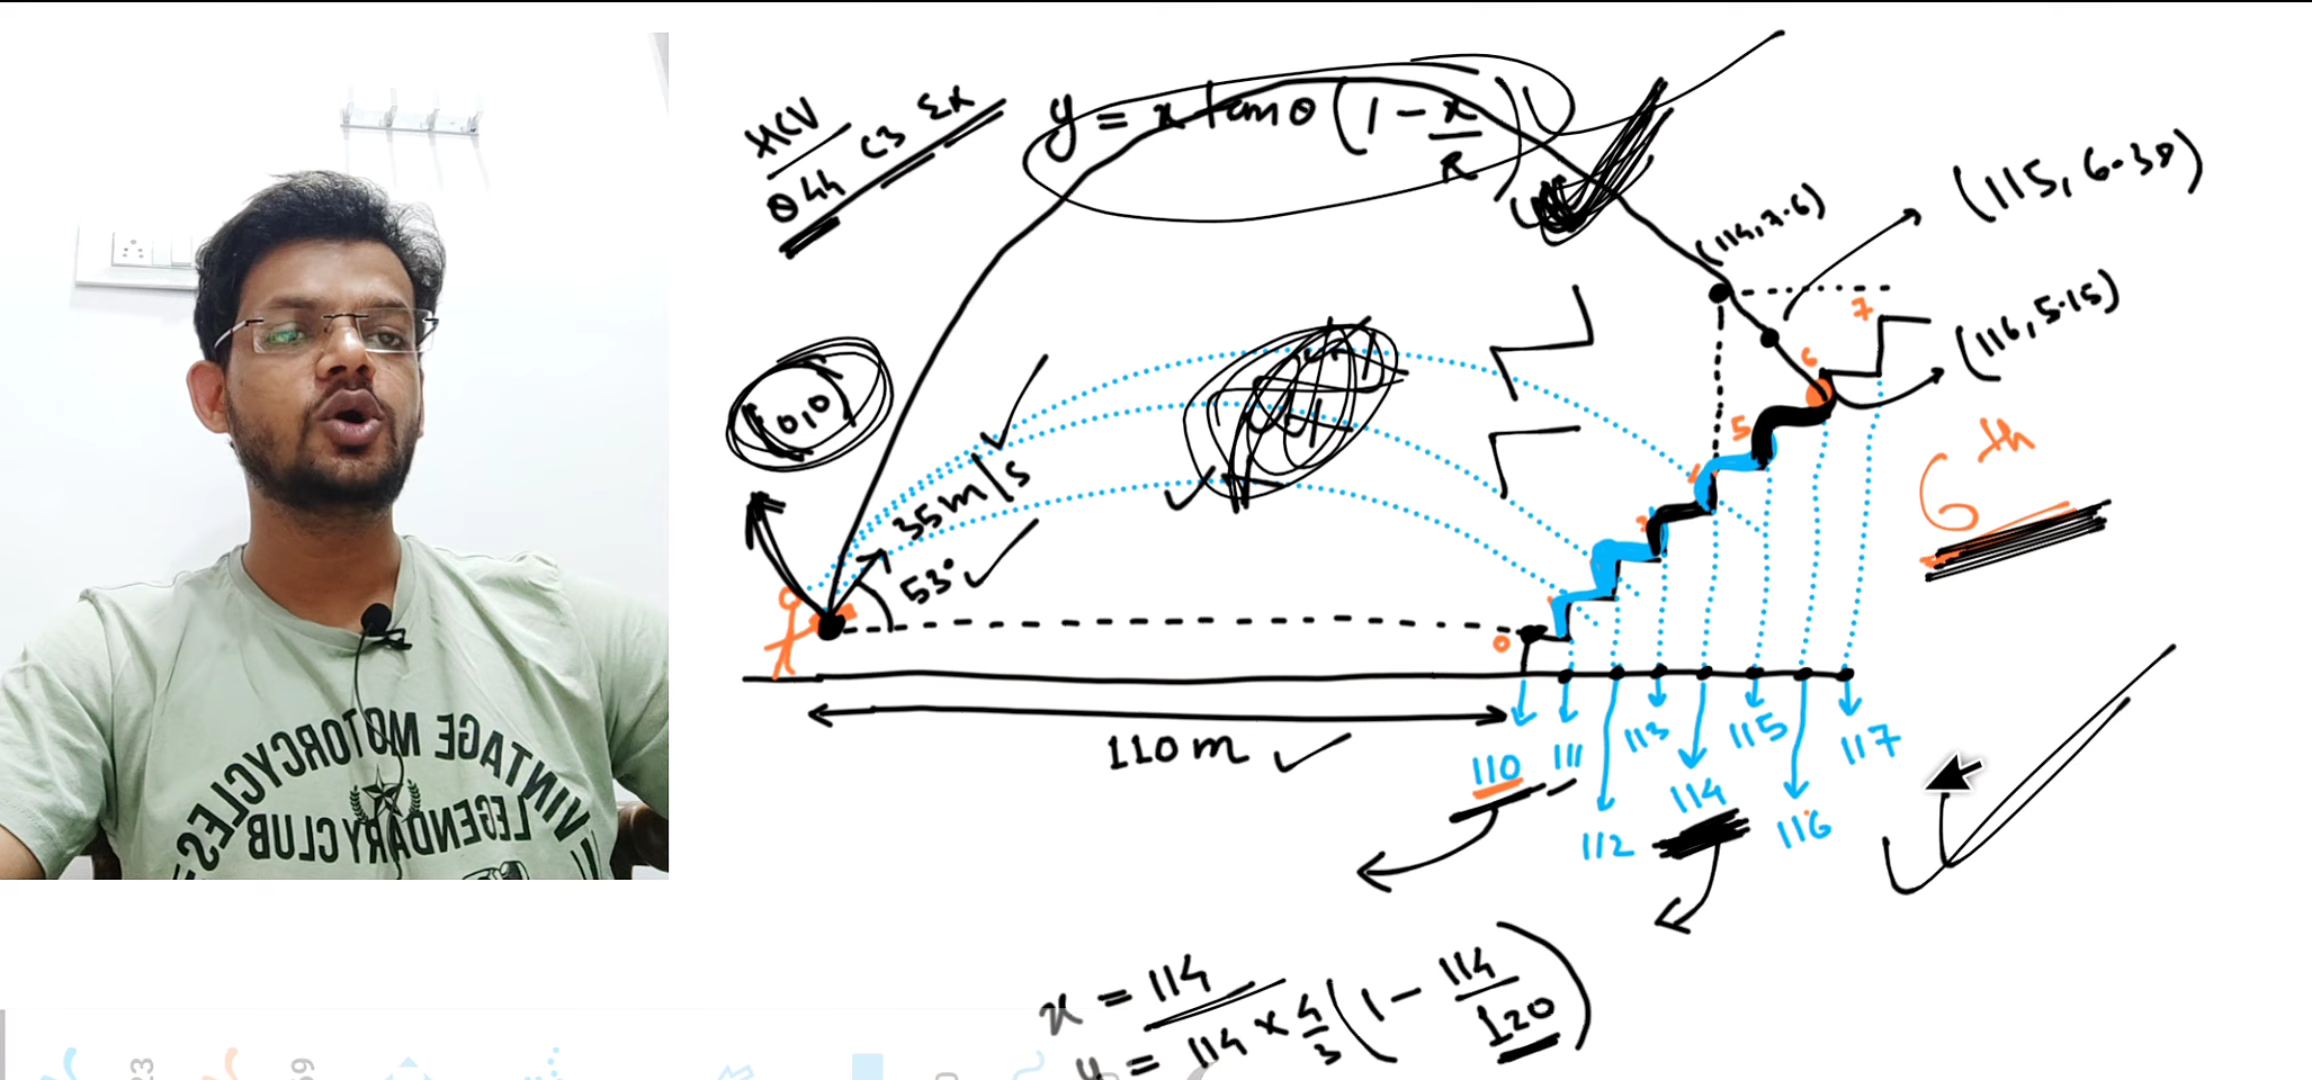 HCV
Q44 C3 EX
y = x tanθ (1 - x/R)
(115, 6.38)
(114, 7.6)
(116, 5.15)
(0,0)
35 m/s
53°
7
6
5
3
0
6th
110 m
110
111
112
113
114
115
116
117
x = 114
y = 114 × 4/3 (1 - 114/120)
VINTAGE MOTORCYCLES
LEGENDARY CLUB